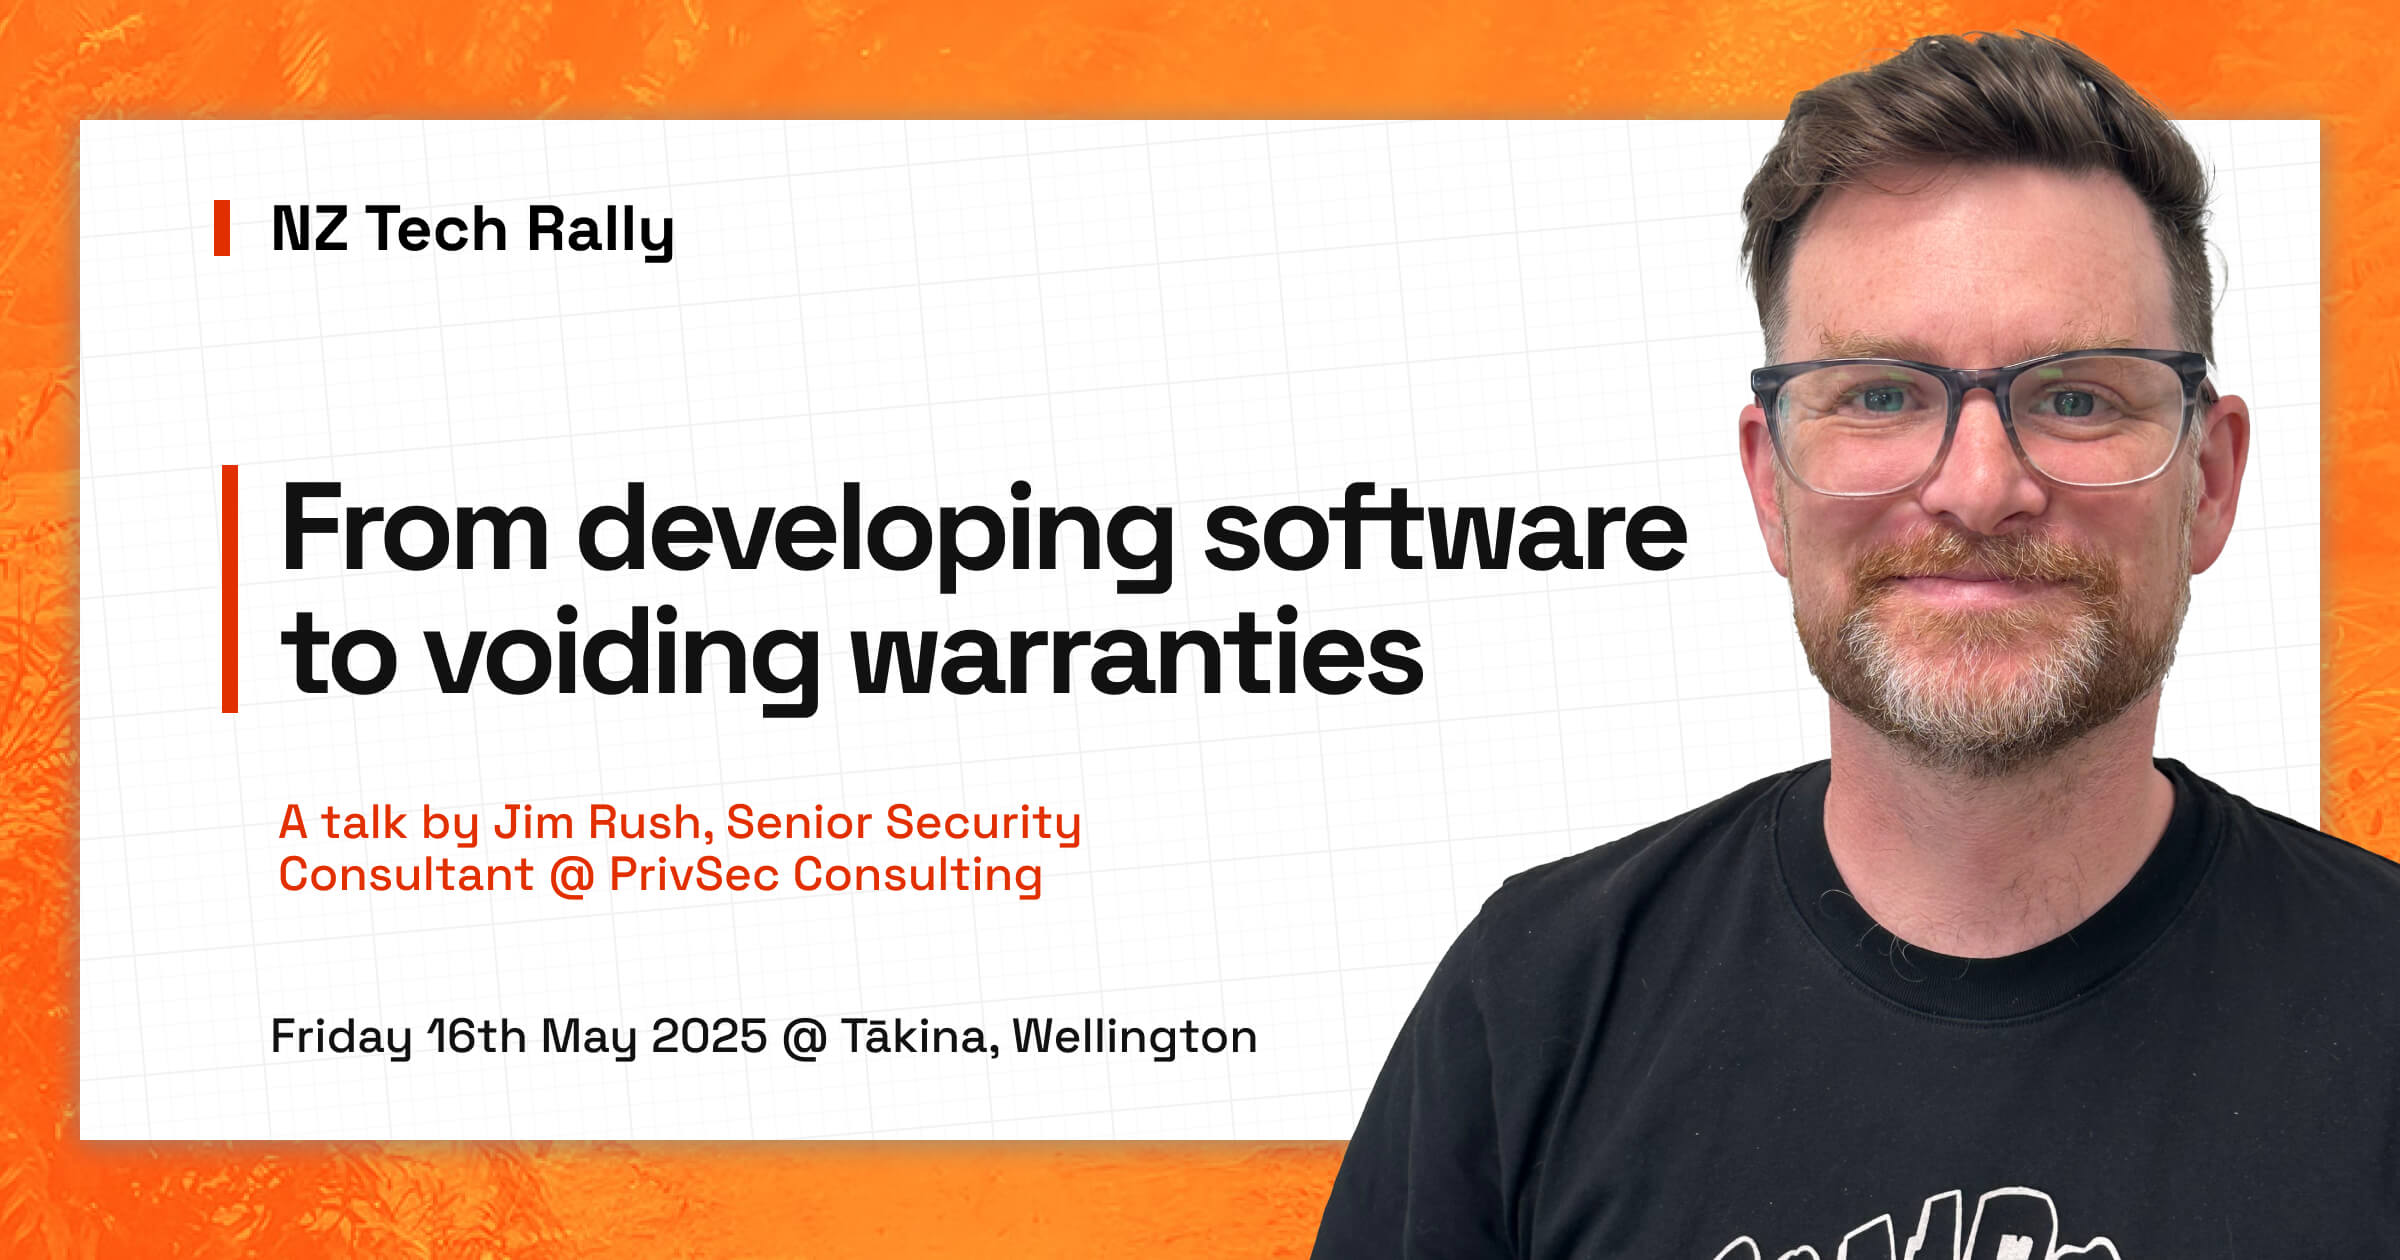 NZ Tech Rally
From developing software
to voiding warranties
A talk by Jim Rush, Senior Security
Consultant @ PrivSec Consulting
Friday 16th May 2025 @ Tākina, Wellington